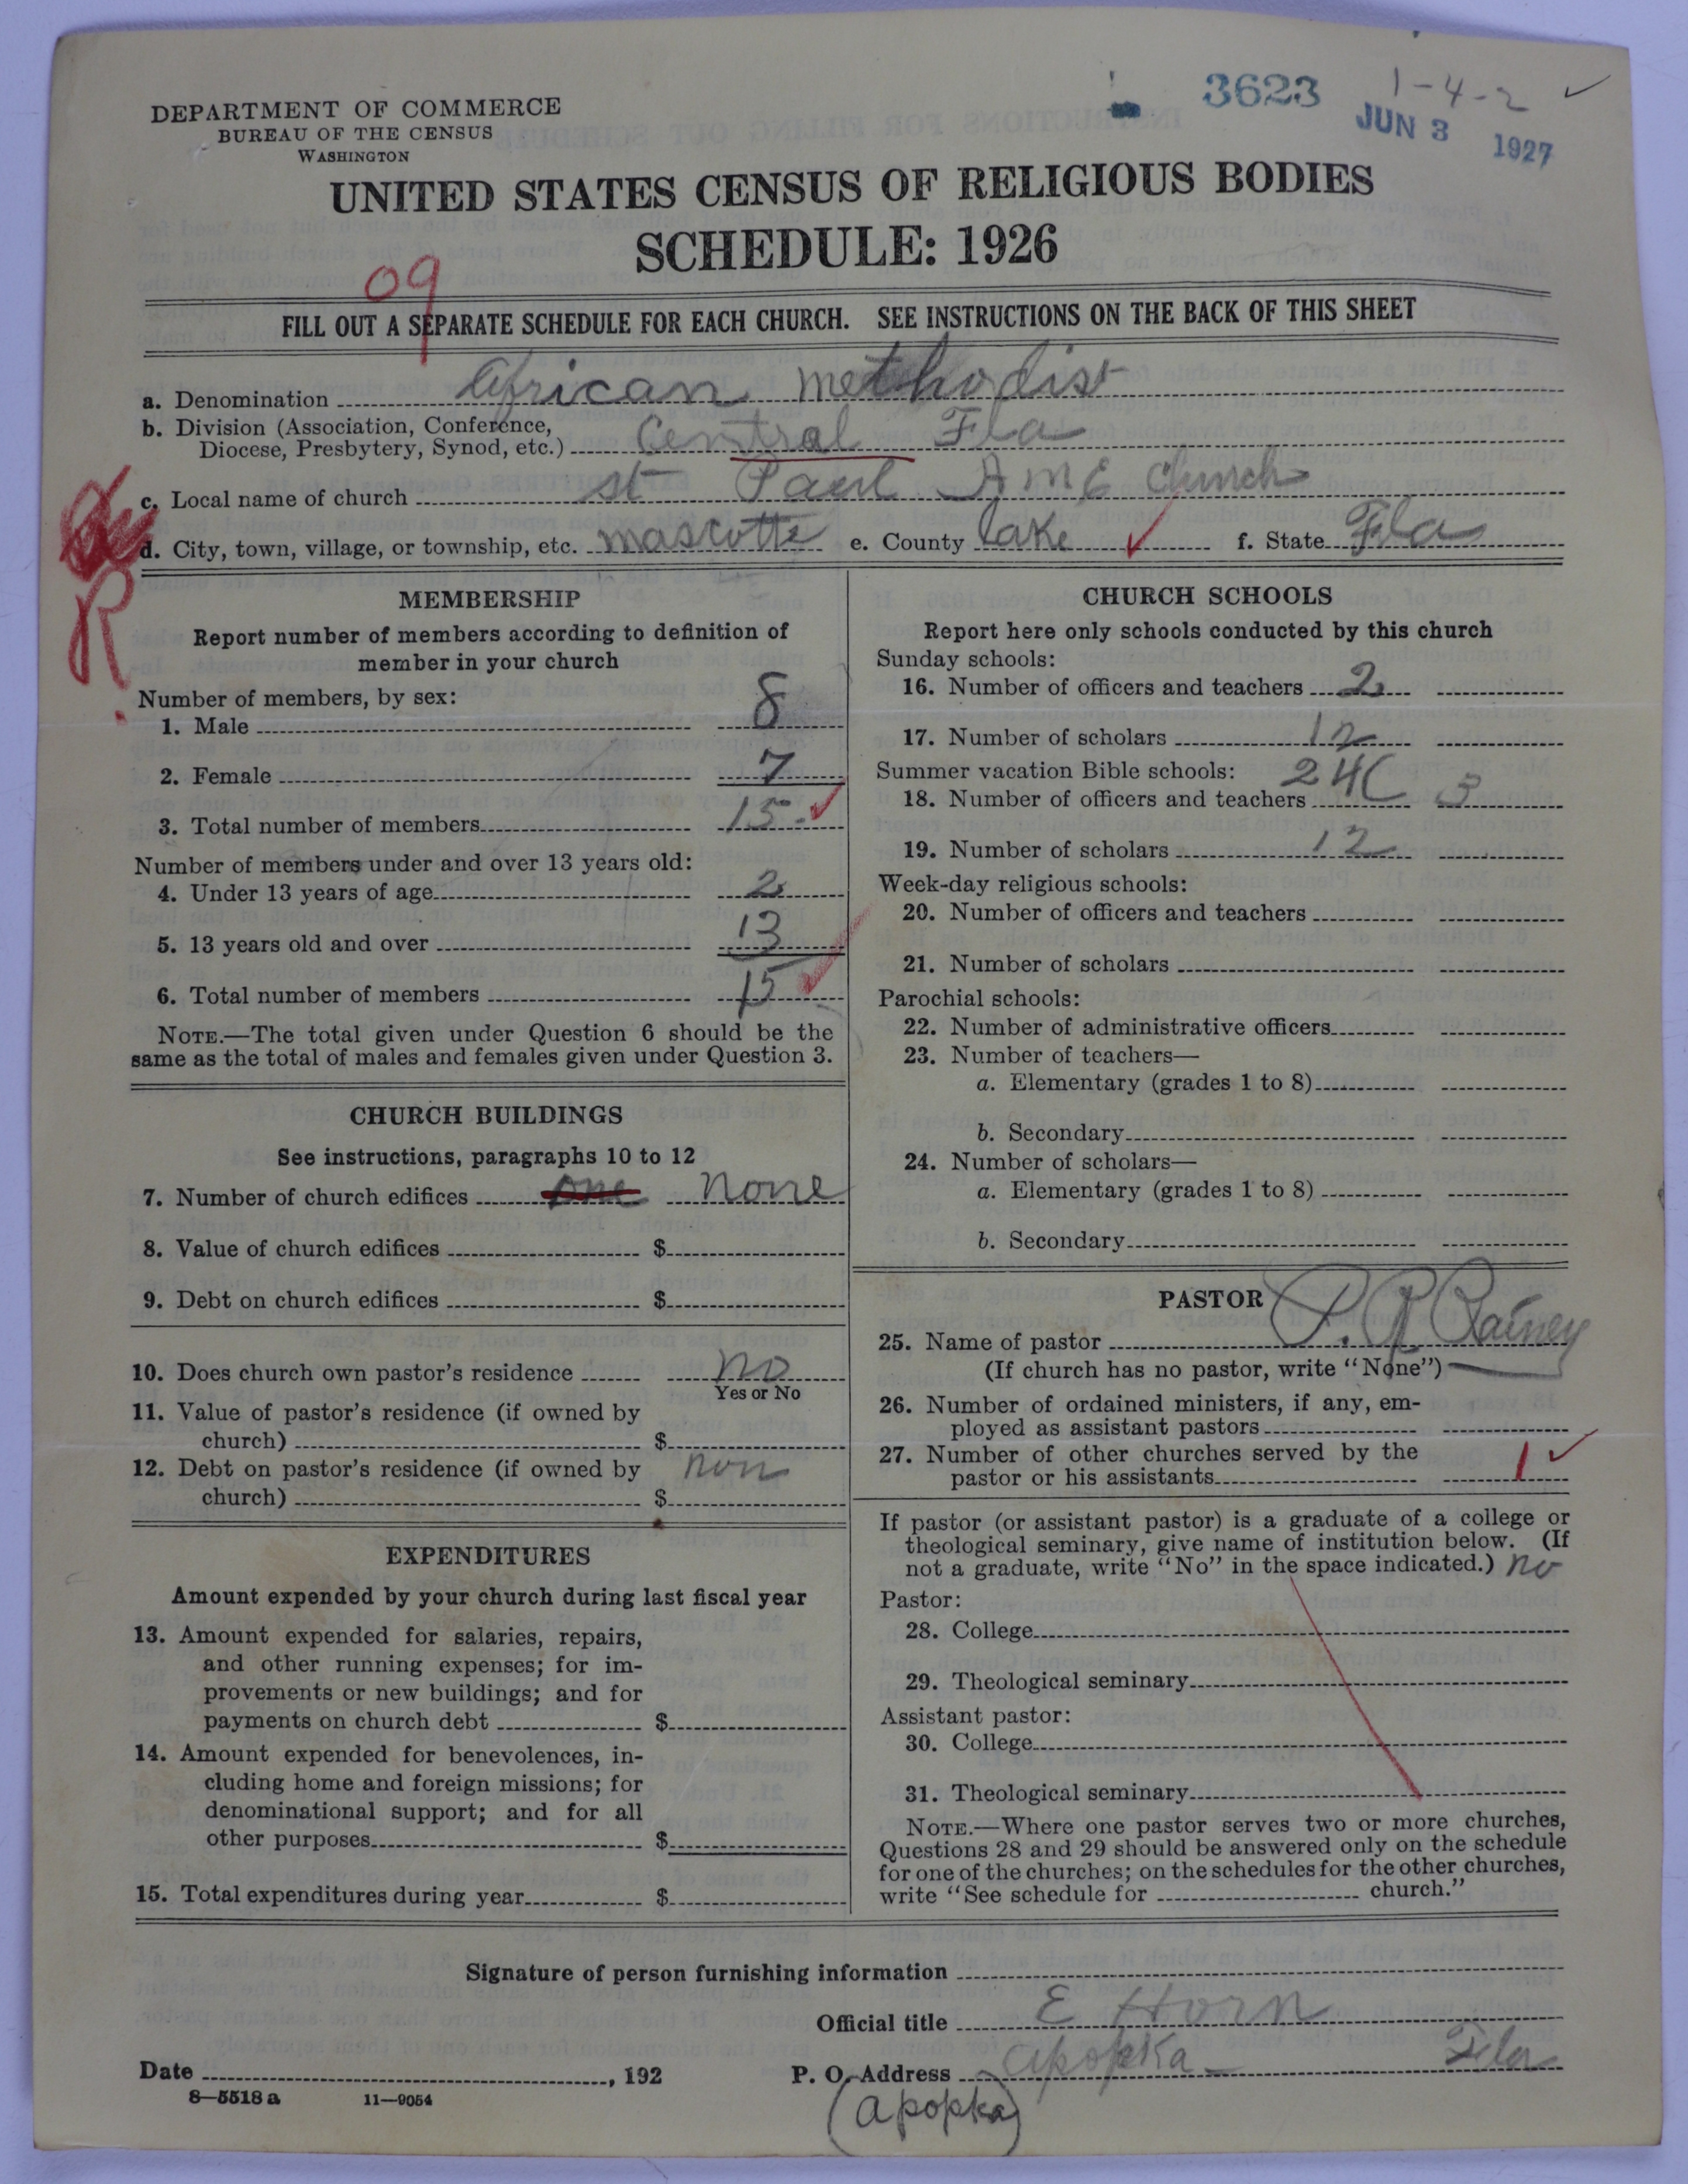 3623
1-4-2
JUN 3 1927
DEPARTMENT OF COMMERCE
BUREAU OF THE CENSUS
WASHINGTON
UNITED STATES CENSUS OF RELIGIOUS BODIES
SCHEDULE: 1926
09
FILL OUT A SEPARATE SCHEDULE FOR EACH CHURCH. SEE INSTRUCTIONS ON THE BACK OF THIS SHEET
a. Denomination African methodist
b. Division (Association, Conference,
Diocese, Presbytery, Synod, etc.) Central Fla
c. Local name of church st Paul A M E Church
d. City, town, village, or township, etc. mascotte e. County Lake f. State Fla
R
MEMBERSHIP
Report number of members according to definition of
member in your church
Number of members, by sex:
1. Male 8
2. Female 7
3. Total number of members 15
Number of members under and over 13 years old:
4. Under 13 years of age 2
5. 13 years old and over 13
6. Total number of members 15
NOTE.—The total given under Question 6 should be the
same as the total of males and females given under Question 3.
CHURCH BUILDINGS
See instructions, paragraphs 10 to 12
7. Number of church edifices one none
8. Value of church edifices $
9. Debt on church edifices $
10. Does church own pastor's residence no
Yes or No
11. Value of pastor's residence (if owned by
church) $
12. Debt on pastor's residence (if owned by non
church) $
EXPENDITURES
Amount expended by your church during last fiscal year
13. Amount expended for salaries, repairs,
and other running expenses; for im-
provements or new buildings; and for
payments on church debt $
14. Amount expended for benevolences, in-
cluding home and foreign missions; for
denominational support; and for all
other purposes $
15. Total expenditures during year $
CHURCH SCHOOLS
Report here only schools conducted by this church
Sunday schools:
16. Number of officers and teachers 2
17. Number of scholars 12
Summer vacation Bible schools: 24
18. Number of officers and teachers 3
19. Number of scholars 12
Week-day religious schools:
20. Number of officers and teachers
21. Number of scholars
Parochial schools:
22. Number of administrative officers
23. Number of teachers—
a. Elementary (grades 1 to 8)
b. Secondary
24. Number of scholars—
a. Elementary (grades 1 to 8)
b. Secondary
PASTOR
25. Name of pastor P. R Rainey
(If church has no pastor, write "None")
26. Number of ordained ministers, if any, em-
ployed as assistant pastors
27. Number of other churches served by the
pastor or his assistants 1
If pastor (or assistant pastor) is a graduate of a college or
theological seminary, give name of institution below. (If
not a graduate, write "No" in the space indicated.) no
Pastor:
28. College
29. Theological seminary
Assistant pastor:
30. College
31. Theological seminary
NOTE.—Where one pastor serves two or more churches,
Questions 28 and 29 should be answered only on the schedule
for one of the churches; on the schedules for the other churches,
write "See schedule for church."
Signature of person furnishing information
Official title E Horn
Date , 192 P. O. Address apopka Fla
8—5518 a 11—9054
(apopka)